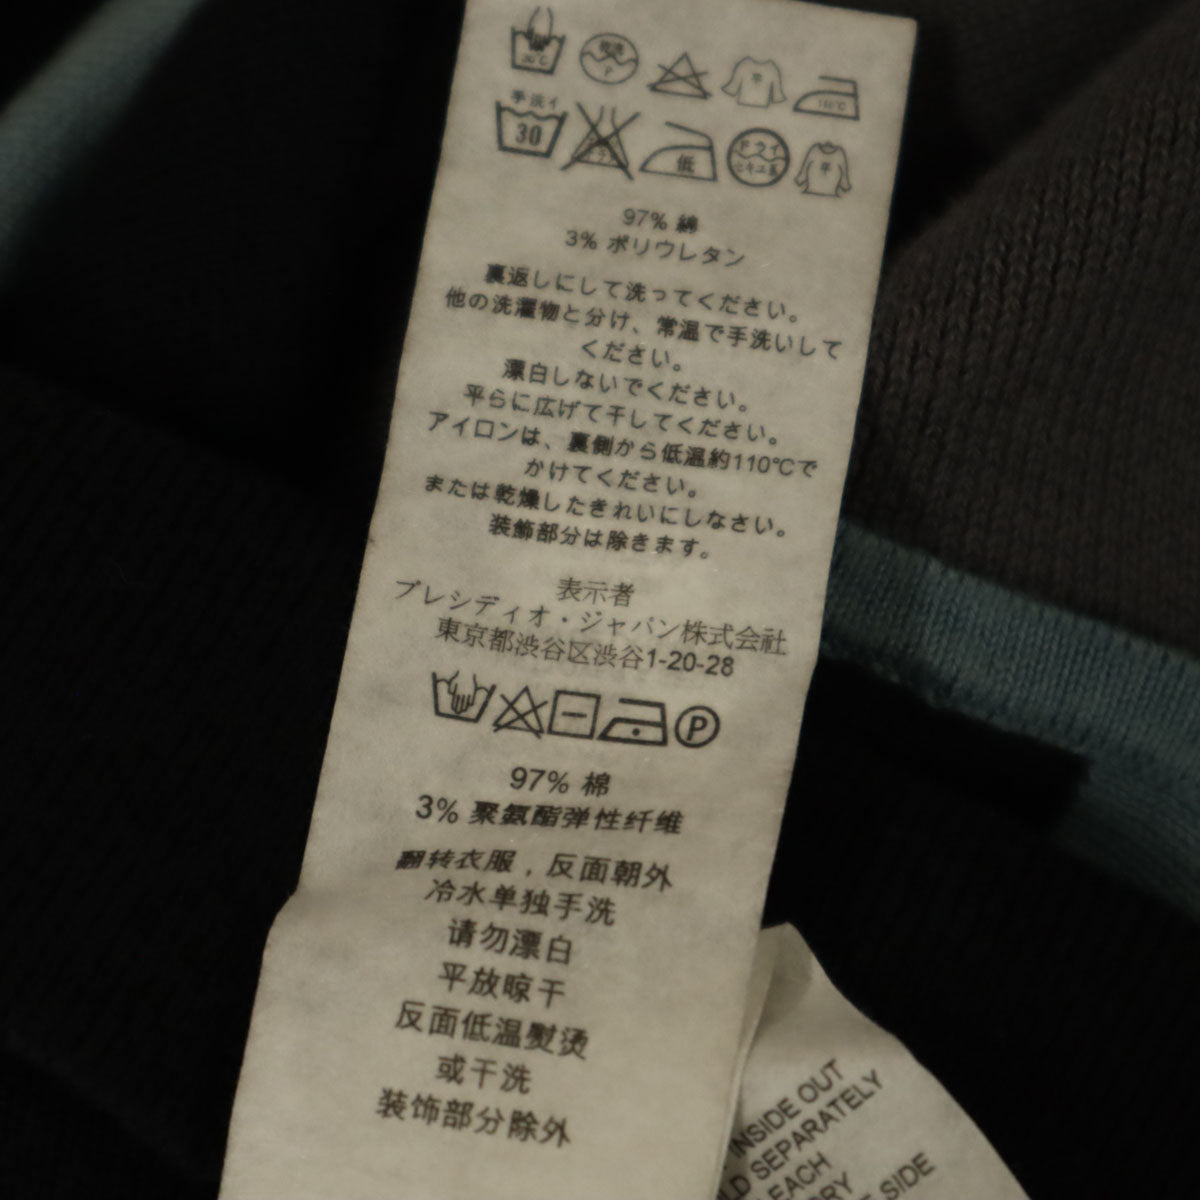 30℃
手洗イ
30
低
ドライ
平
97% 綿
3% ポリウレタン
裏返しにして洗ってください。
他の洗濯物と分け、常温で手洗いして
ください。
漂白しないでください。
平らに広げて干してください。
アイロンは、裏側から低温約110℃で
かけてください。
または乾燥したきれいにしなさい。
装飾部分は除きます。
表示者
プレシディオ・ジャパン株式会社
東京都渋谷区渋谷1-20-28
P
97% 棉
3% 聚氨酯弹性纤维
翻转衣服，反面朝外
冷水单独手洗
请勿漂白
平放晾干
反面低温熨烫
或干洗
装饰部分除外
INSIDE OUT
SEPARATELY
SIDE